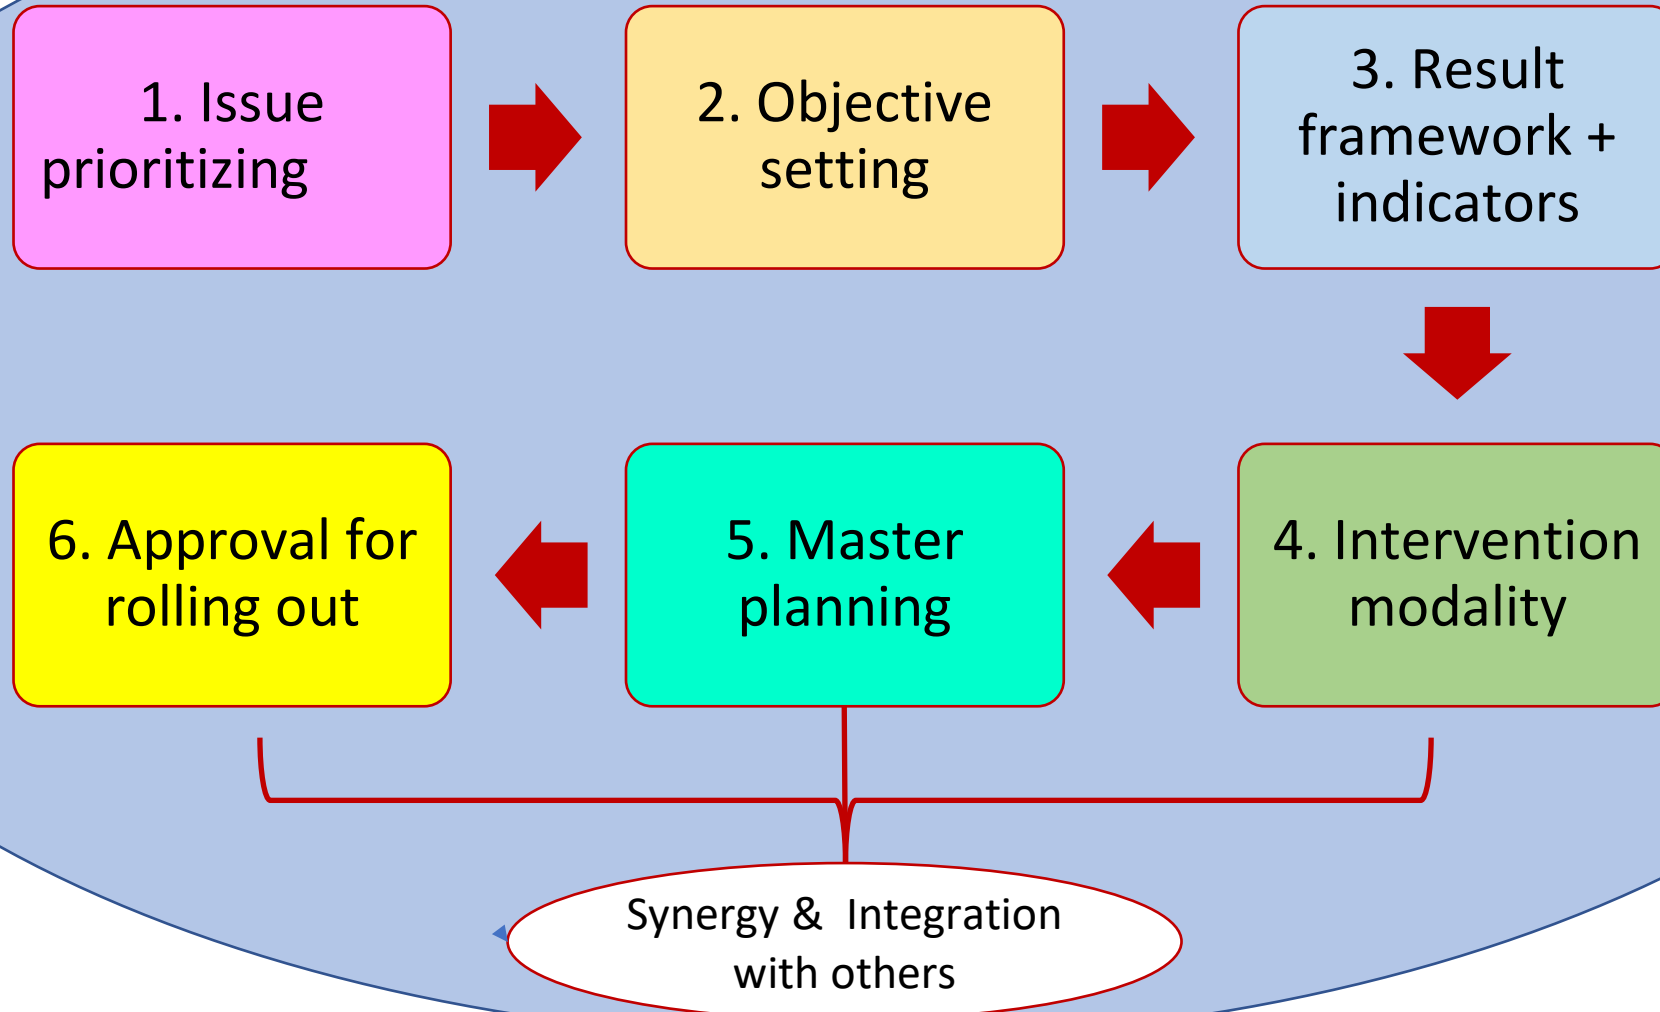 1. Issue
prioritizing
2. Objective
setting
3. Result
framework +
indicators
4. Intervention
modality
5. Master
planning
6. Approval for
rolling out
Synergy &  Integration
with others